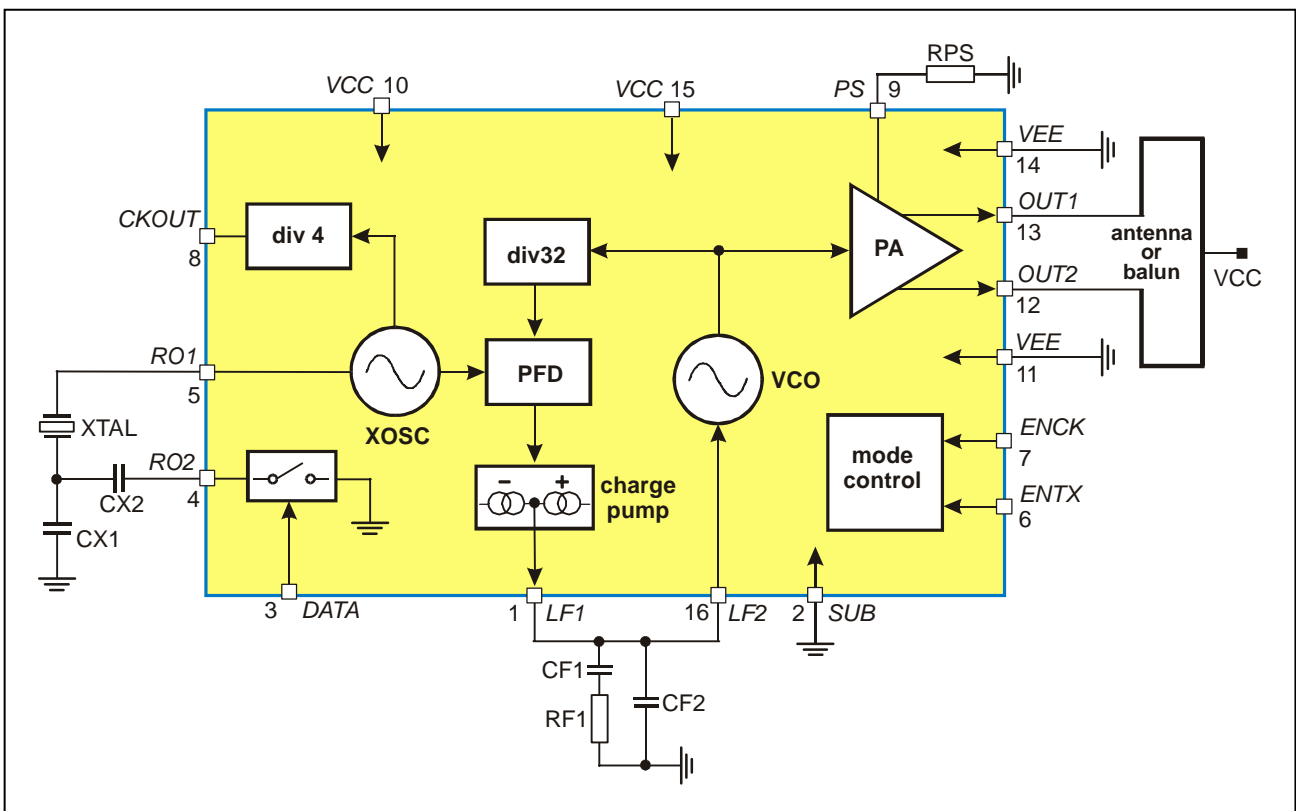 RPS
VCC 10
VCC 15
PS
9
VEE
14
CKOUT
8
div 4
div32
PA
OUT1
13
antenna
or
balun
VCC
OUT2
12
RO1
5
PFD
VCO
VEE
11
XTAL
XOSC
RO2
4
CX2
CX1
- +
charge
pump
mode
control
ENCK
7
ENTX
6
3 DATA
1 LF1
16 LF2
2 SUB
CF1
RF1
CF2